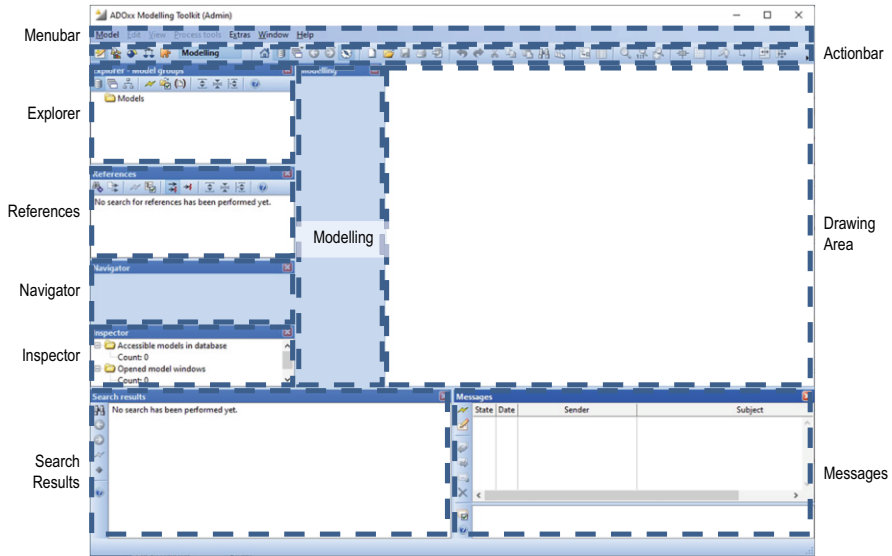 ADOxx Modelling Toolkit (Admin)
Menubar
Model Edit View Process tools Extras Window Help
Modelling
Actionbar
Explorer - Model groups
Modelling
Models
Explorer
References
No search for references has been performed yet.
References
Modelling
Drawing
Area
Navigator
Navigator
Inspector
Accessible models in database
Count: 0
Opened model windows
Count: 0
Inspector
Search results
No search has been performed yet.
Search
Results
Messages
State Date Sender Subject
Messages